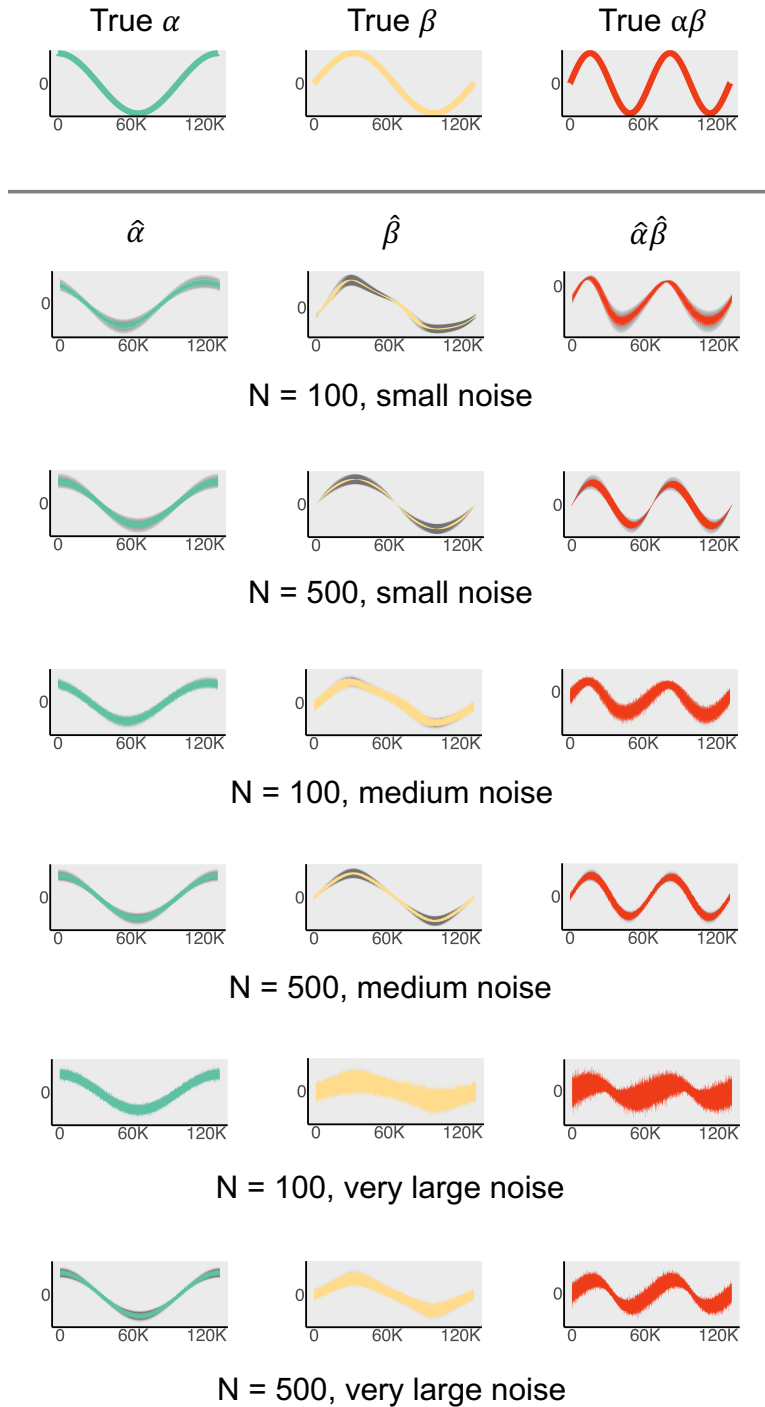 True α True β True αβ
0 0 0
0 60K 120K 0 60K 120K 0 60K 120K
α̂ β̂ α̂β̂
0 0 0
0 60K 120K 0 60K 120K 0 60K 120K
N = 100, small noise
0 0 0
0 60K 120K 0 60K 120K 0 60K 120K
N = 500, small noise
0 0 0
0 60K 120K 0 60K 120K 0 60K 120K
N = 100, medium noise
0 0 0
0 60K 120K 0 60K 120K 0 60K 120K
N = 500, medium noise
0 0 0
0 60K 120K 0 60K 120K 0 60K 120K
N = 100, very large noise
0 0 0
0 60K 120K 0 60K 120K 0 60K 120K
N = 500, very large noise